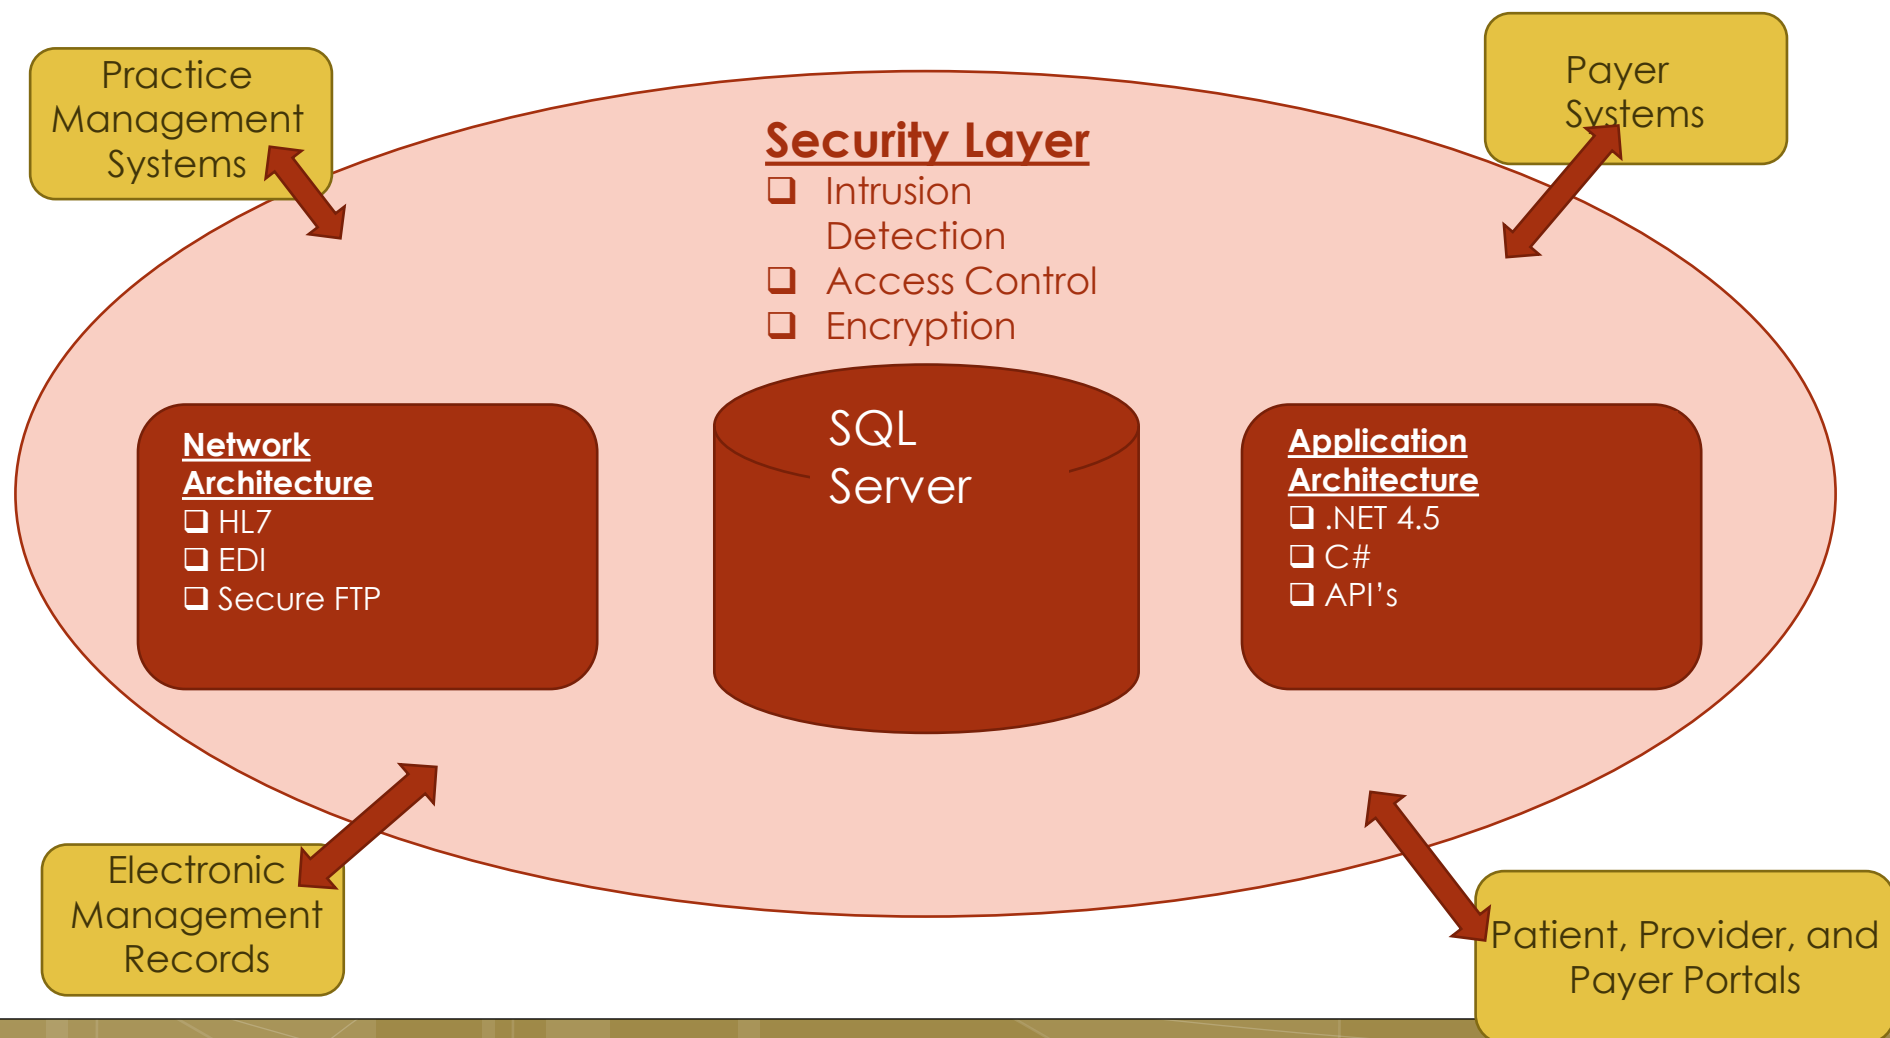 Practice
Management
Systems
Payer
Systems
Security Layer
❑ Intrusion
Detection
❑ Access Control
❑ Encryption
Network
Architecture
❑ HL7
❑ EDI
❑ Secure FTP
SQL
Server
Application
Architecture
❑ .NET 4.5
❑ C#
❑ API’s
Electronic
Management
Records
Patient, Provider, and
Payer Portals